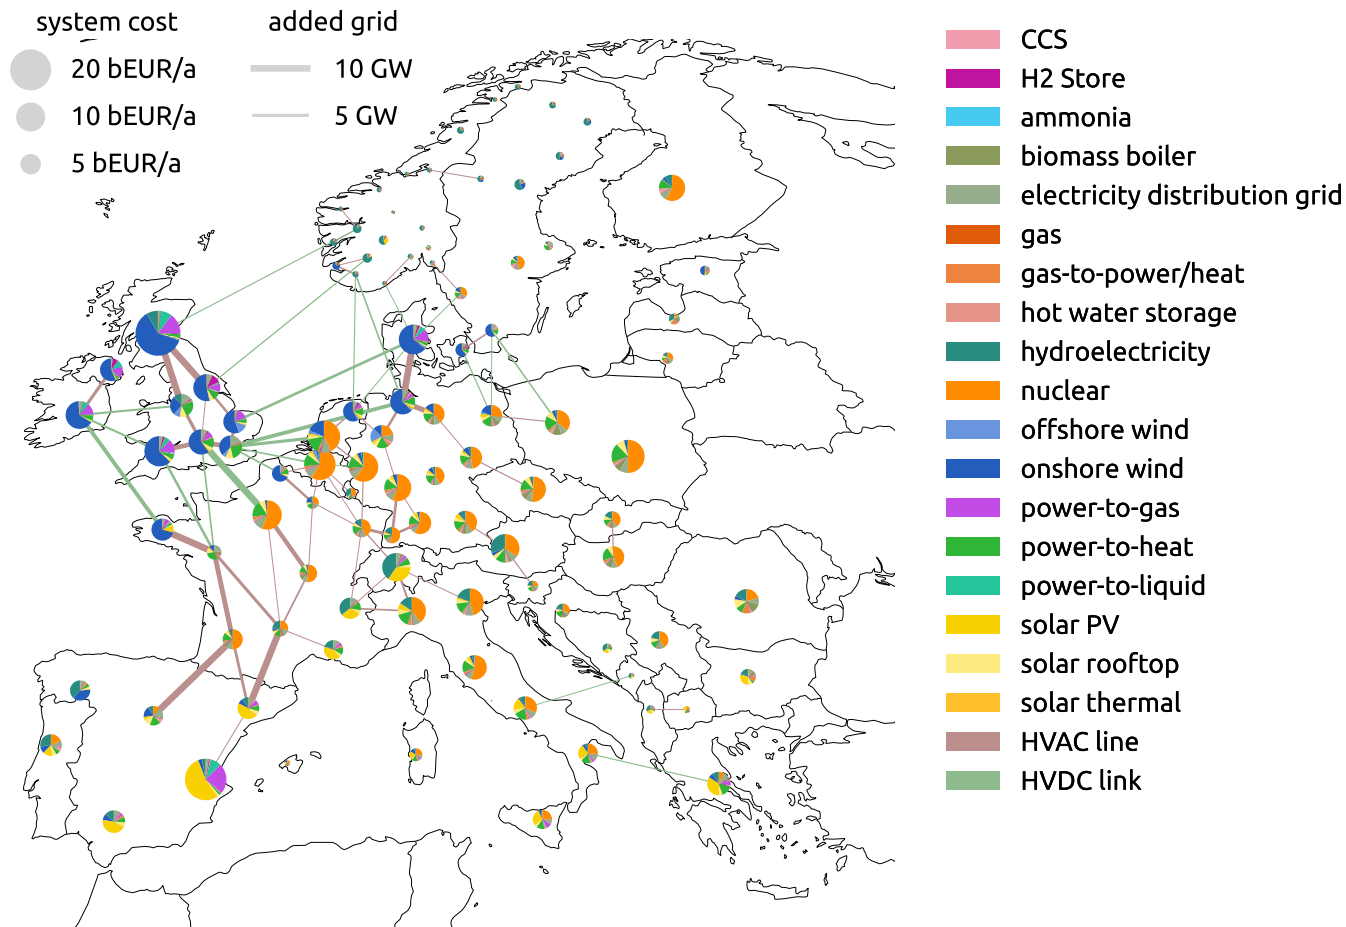 system cost
added grid
20 bEUR/a
10 GW
10 bEUR/a
5 GW
5 bEUR/a
CCS
H2 Store
ammonia
biomass boiler
electricity distribution grid
gas
gas-to-power/heat
hot water storage
hydroelectricity
nuclear
offshore wind
onshore wind
power-to-gas
power-to-heat
power-to-liquid
solar PV
solar rooftop
solar thermal
HVAC line
HVDC link